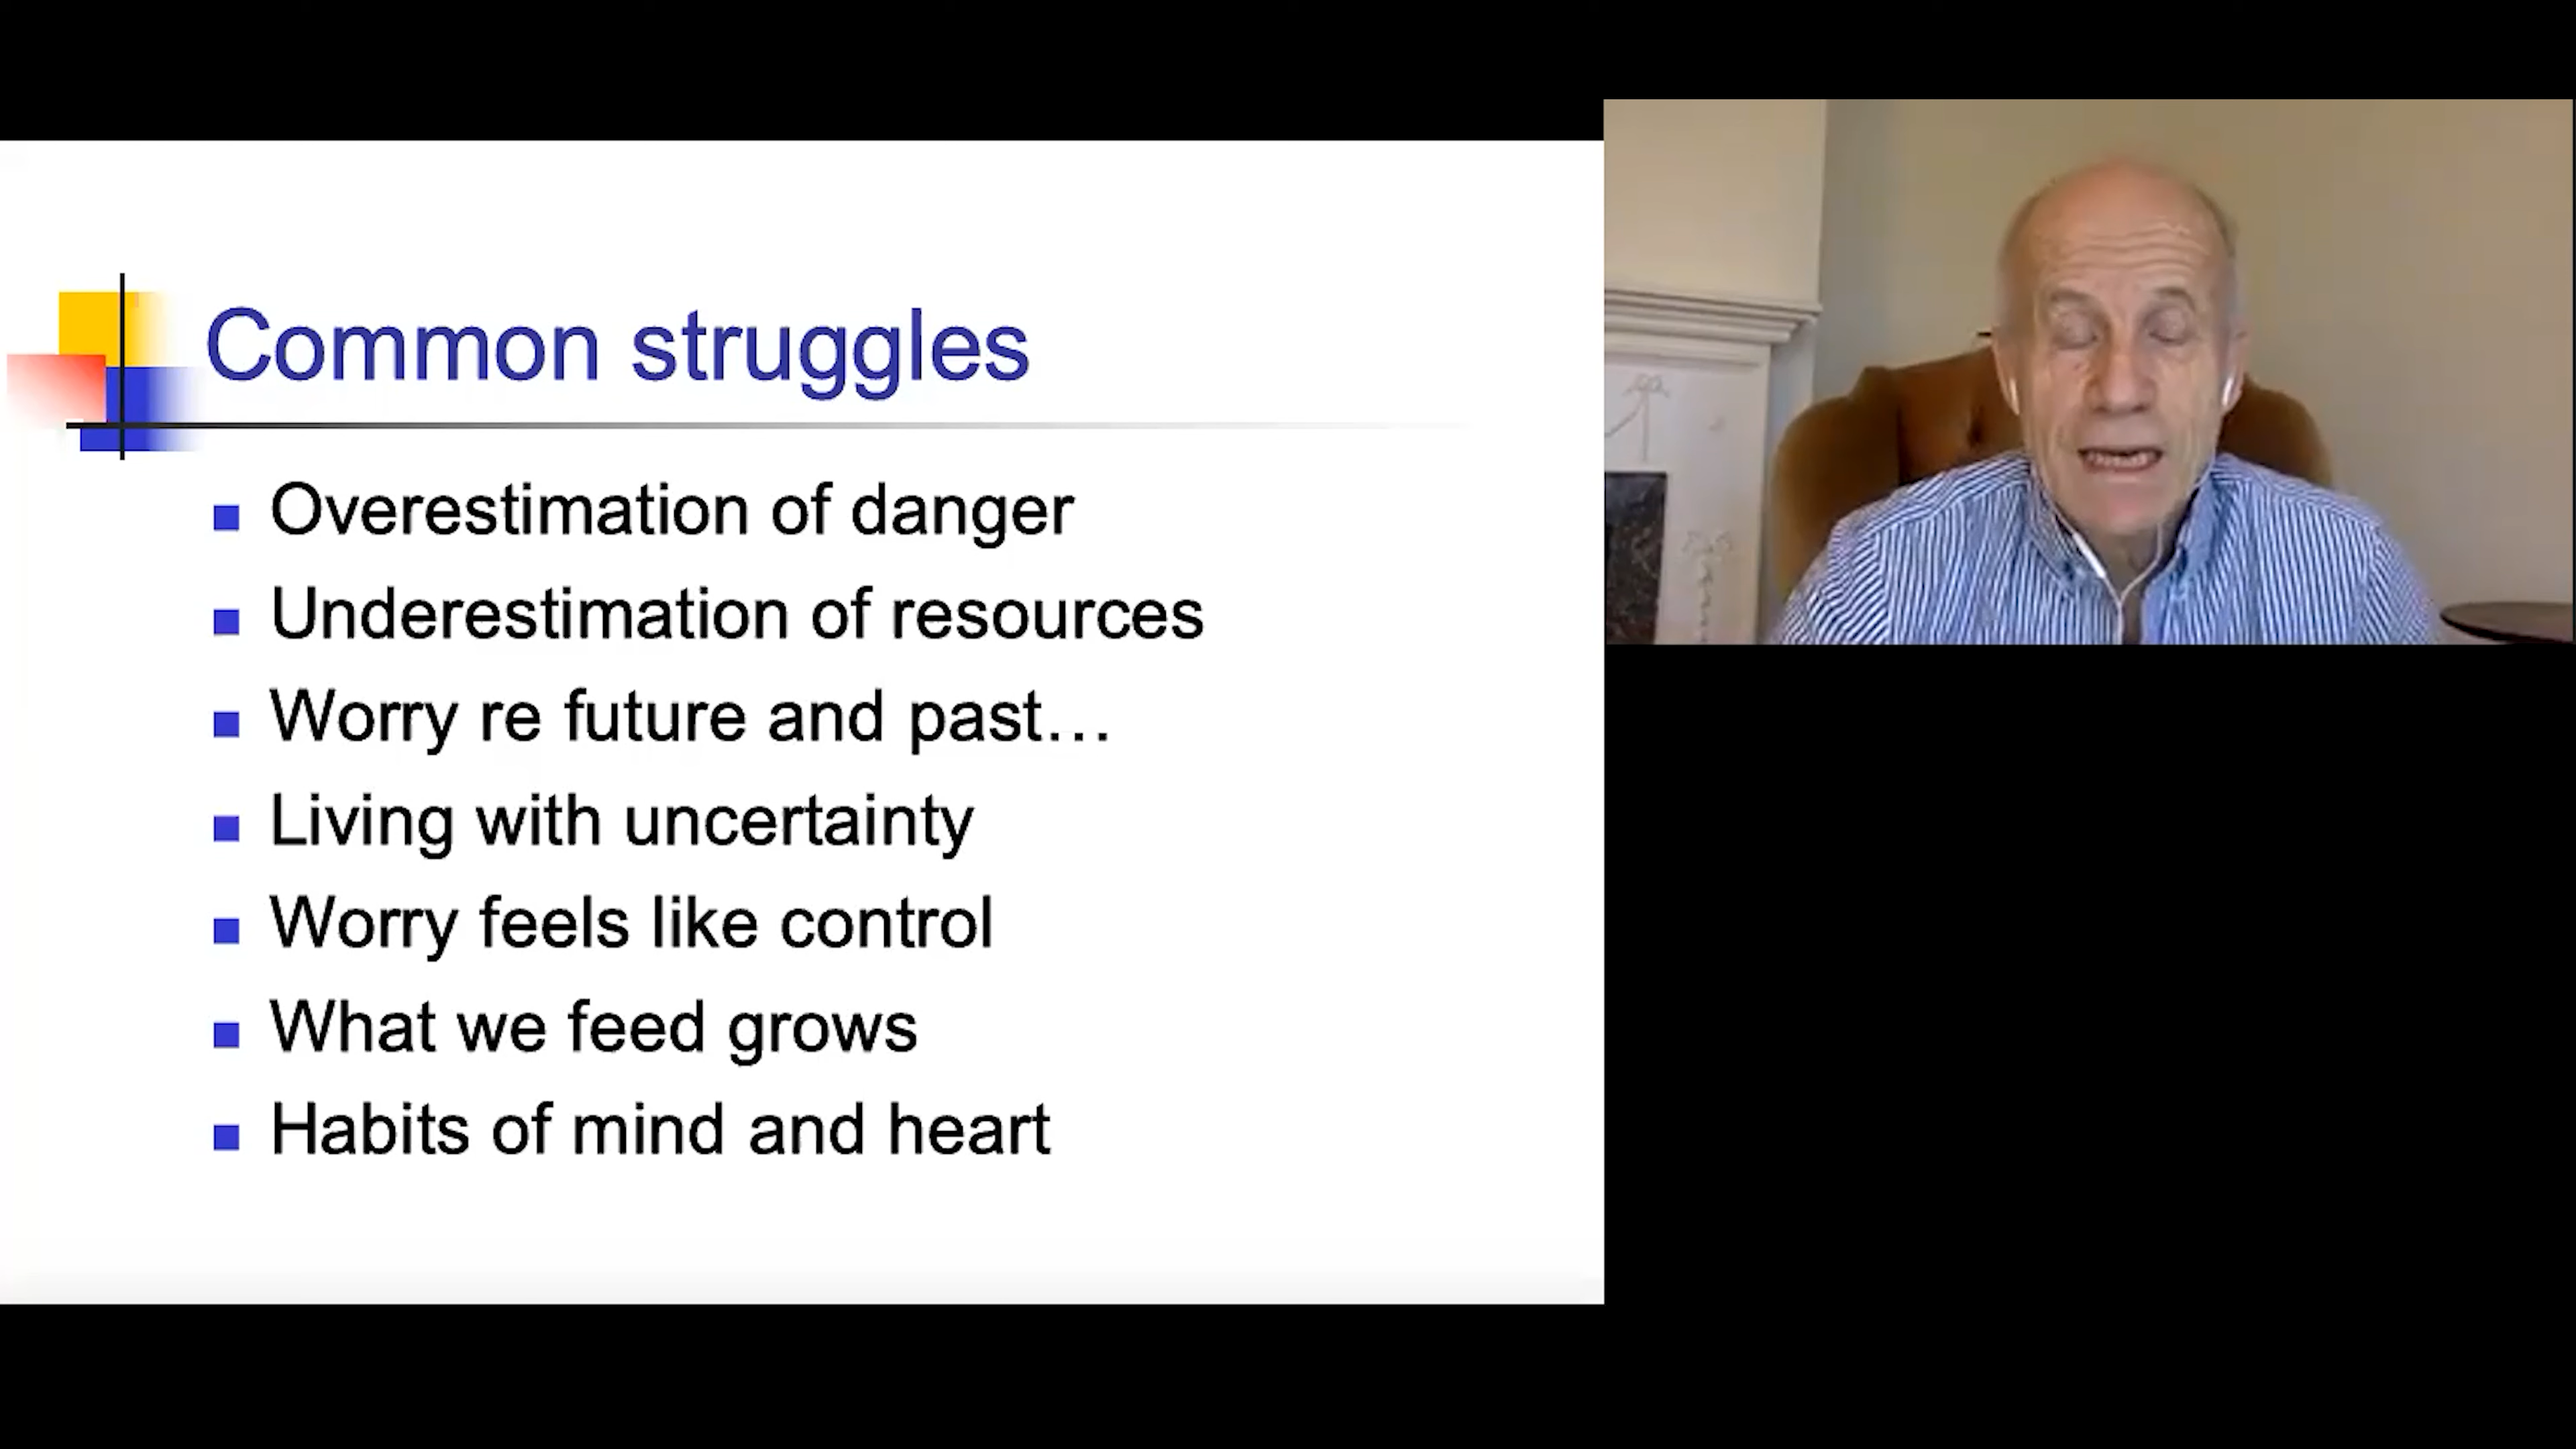 Common struggles
Overestimation of danger
Underestimation of resources
Worry re future and past…
Living with uncertainty
Worry feels like control
What we feed grows
Habits of mind and heart